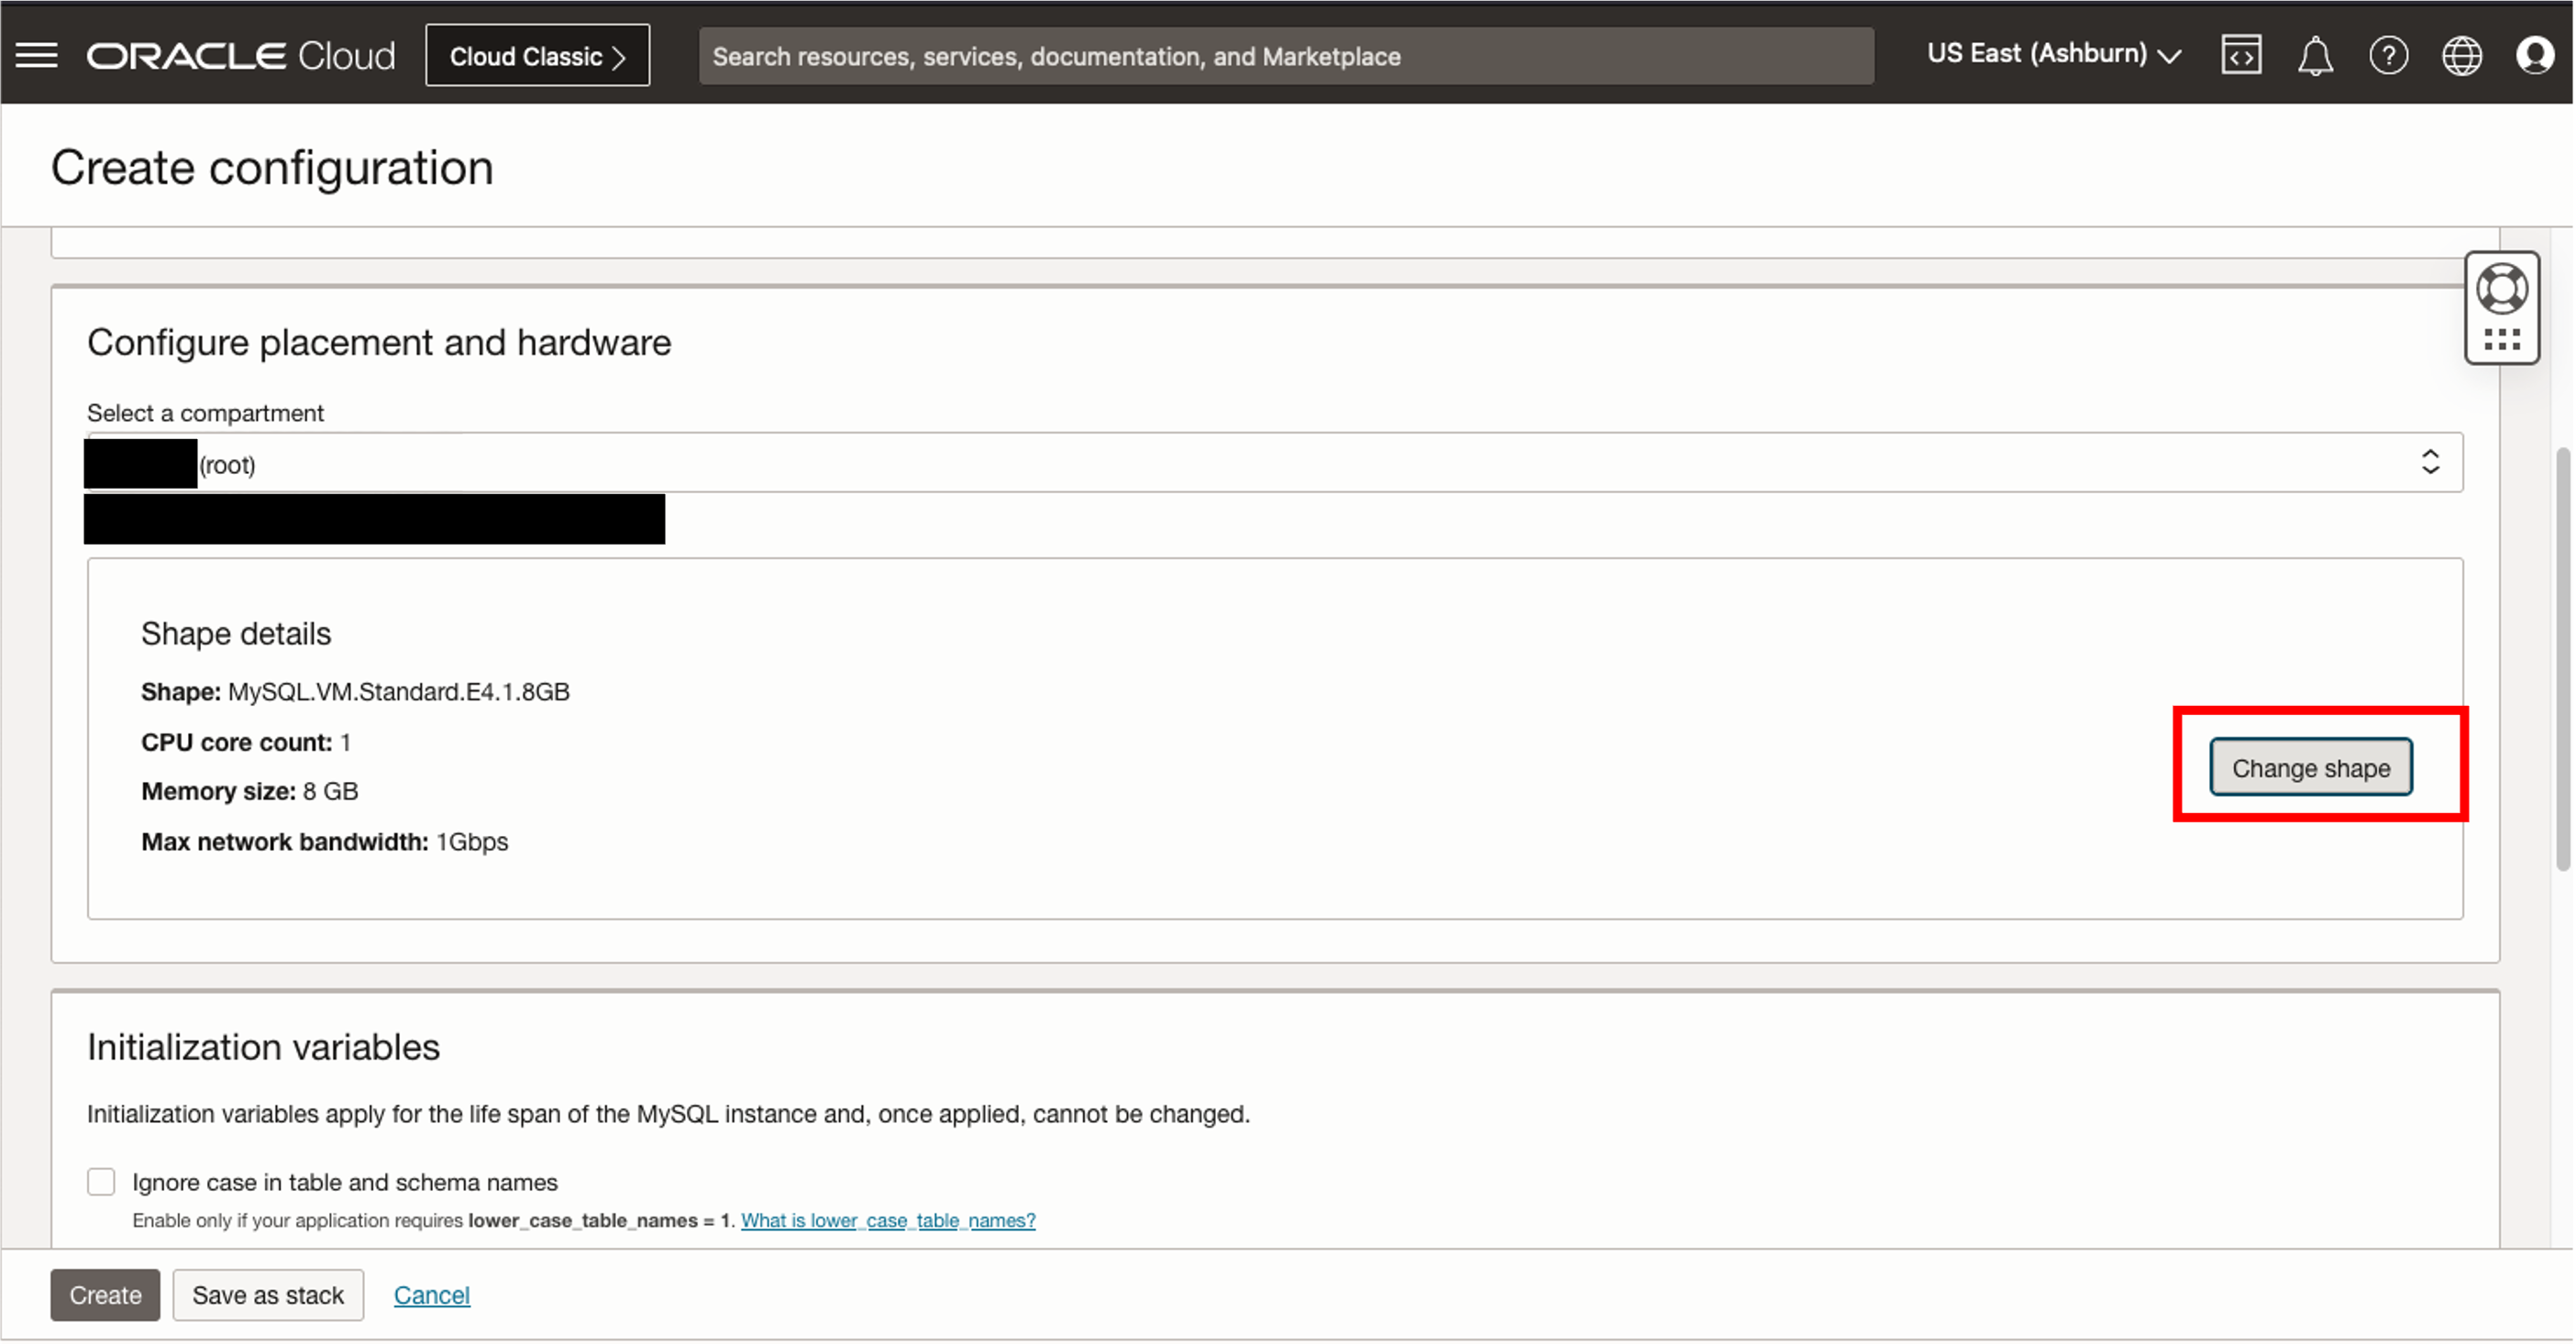 ORACLE Cloud
Cloud Classic
Search resources, services, documentation, and Marketplace
US East (Ashburn)
Create configuration
Configure placement and hardware
Select a compartment
(root)
Shape details
Shape: MySQL.VM.Standard.E4.1.8GB
CPU core count: 1
Memory size: 8 GB
Max network bandwidth: 1Gbps
Change shape
Initialization variables
Initialization variables apply for the life span of the MySQL instance and, once applied, cannot be changed.
Ignore case in table and schema names
Enable only if your application requires lower_case_table_names = 1. What is lower_case_table_names?
Create
Save as stack
Cancel